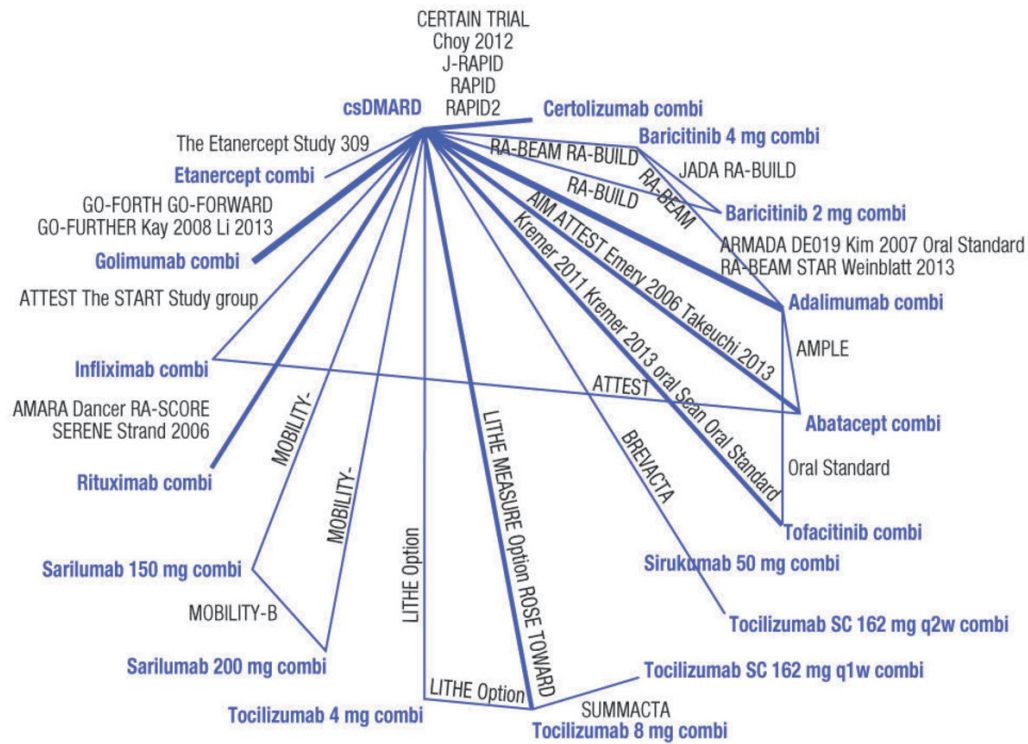 CERTAIN TRIAL
Choy 2012
J-RAPID
RAPID
RAPID2
csDMARD
Certolizumab combi
The Etanercept Study 309
Etanercept combi
Baricitinib 4 mg combi
RA-BEAM RA-BUILD
JADA RA-BUILD
RA-BUILD
RA-BEAM
Baricitinib 2 mg combi
GO-FORTH GO-FORWARD
GO-FURTHER Kay 2008 Li 2013
Golimumab combi
ARMADA DE019 Kim 2007 Oral Standard
RA-BEAM STAR Weinblatt 2013
Adalimumab combi
ATTEST The START Study group
AIM ATTEST Emery 2006 Takeuchi 2013
Kremer 2011 Kremer 2013 oral Scan Oral Standard
AMPLE
Infliximab combi
ATTEST
Abatacept combi
AMARA Dancer RA-SCORE
SERENE Strand 2006
Rituximab combi
MOBILITY-
MOBILITY-
LITHE Option
LITHE MEASURE Option ROSE TOWARD
BREVACTA
Oral Standard
Tofacitinib combi
Sarilumab 150 mg combi
Sirukumab 50 mg combi
MOBILITY-B
Sarilumab 200 mg combi
Tocilizumab SC 162 mg q2w combi
Tocilizumab SC 162 mg q1w combi
LITHE Option
SUMMACTA
Tocilizumab 4 mg combi
Tocilizumab 8 mg combi